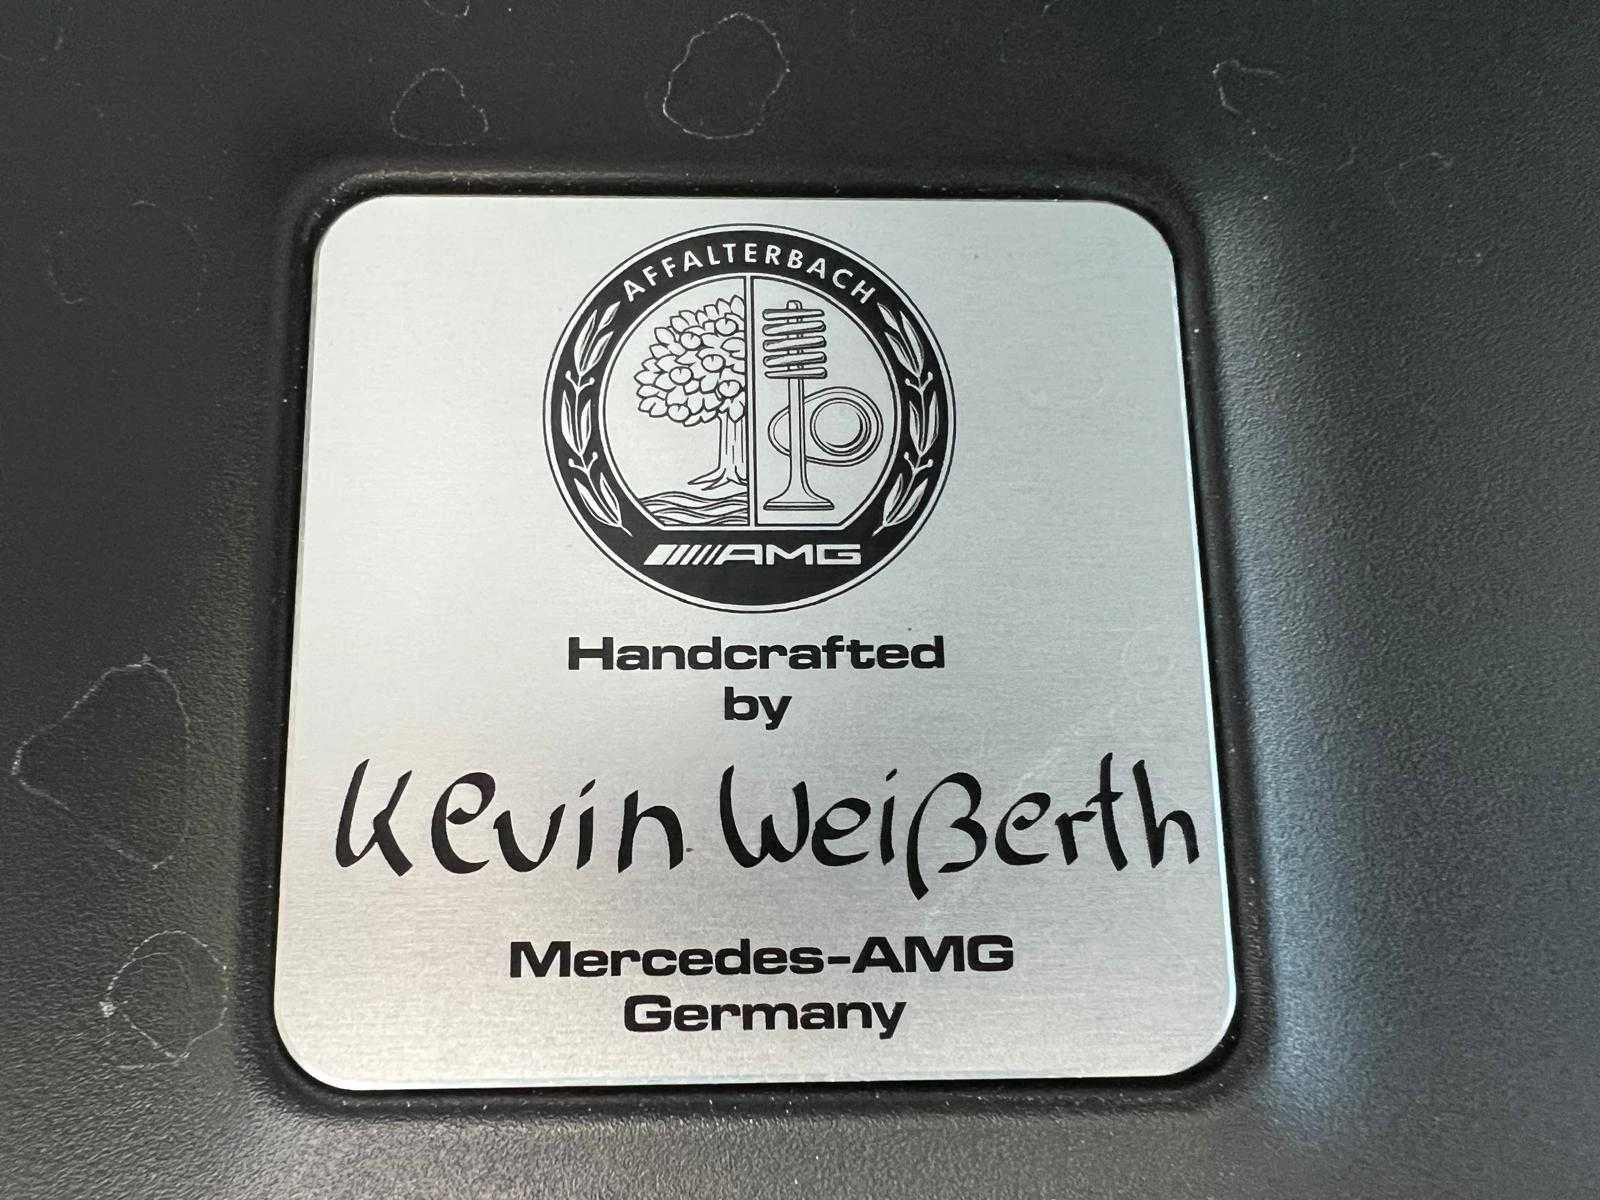 AFFALTERBACH
AMG
Handcrafted
by
Kevin Weißerth
Mercedes-AMG
Germany